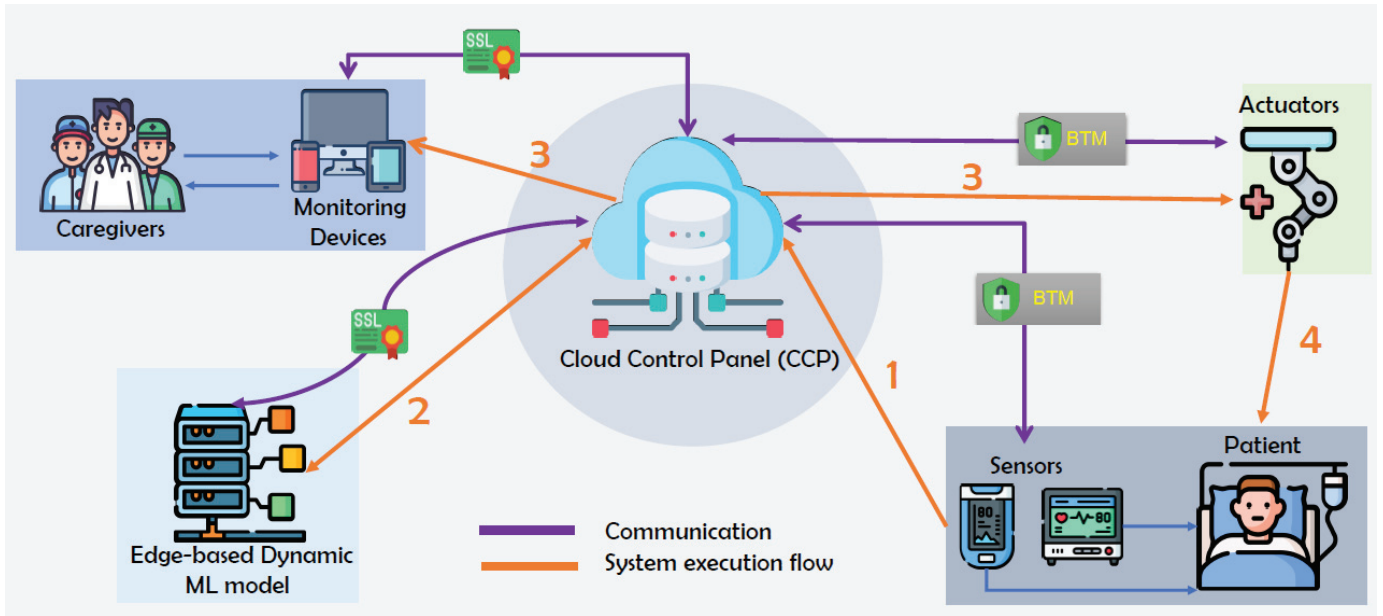 SSL
Actuators
BTM
3
3
Caregivers
Monitoring
Devices
BTM
SSL
Cloud Control Panel (CCP)
1
4
2
Patient
Sensors
80
80
Edge-based Dynamic
ML model
Communication
System execution flow